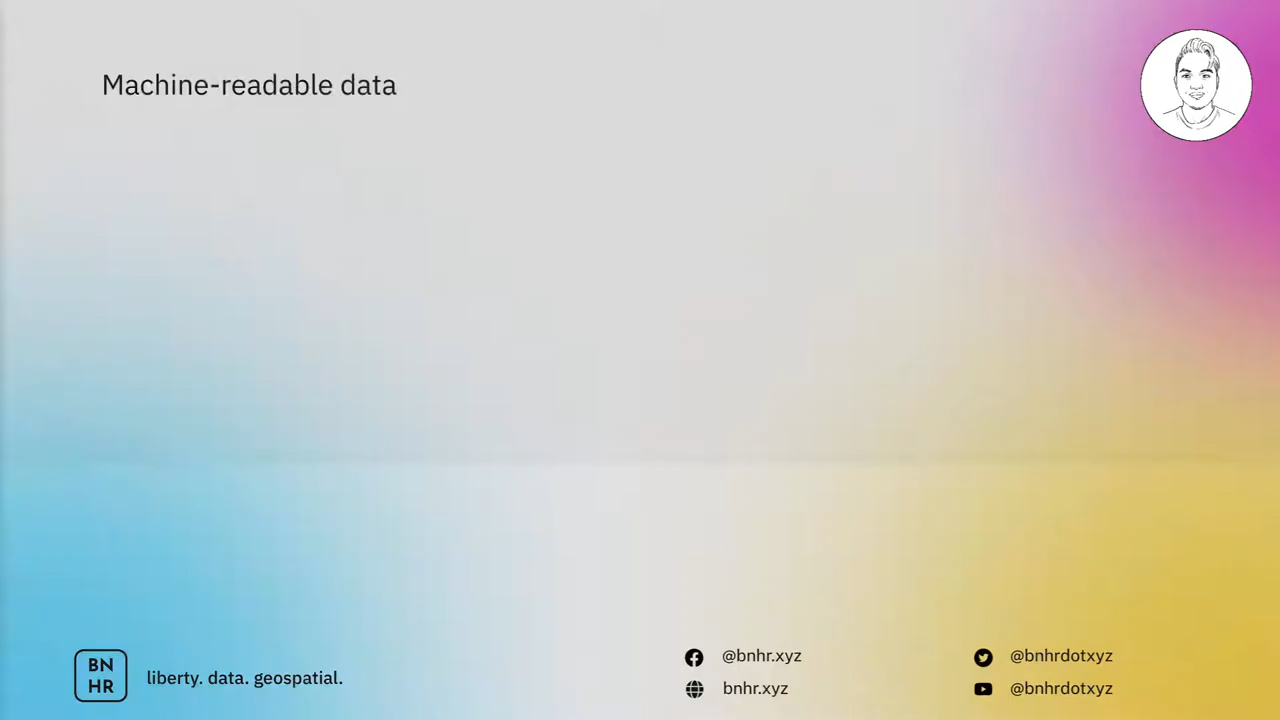 Machine-readable data
BN
HR
liberty. data. geospatial.
@bnhr.xyz
bnhr.xyz
@bnhrdotxyz
@bnhrdotxyz